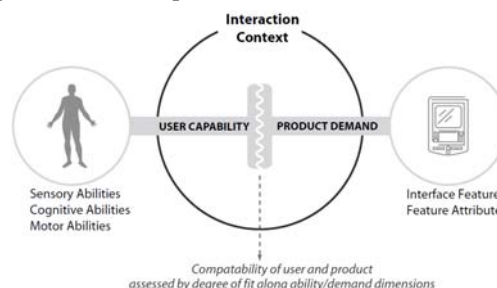 Interaction
Context
USER CAPABILITY
PRODUCT DEMAND
Sensory Abilities
Cognitive Abilities
Motor Abilities
Interface Feature
Feature Attribute
Compatability of user and product
assessed by degree of fit along ability/demand dimensions